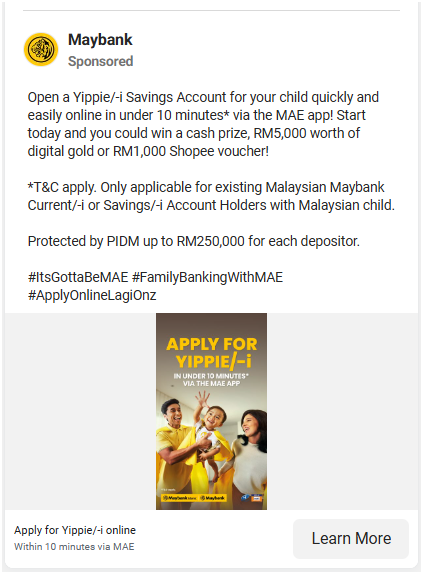 Maybank
Sponsored
Open a Yippie/-i Savings Account for your child quickly and
easily online in under 10 minutes* via the MAE app! Start
today and you could win a cash prize, RM5,000 worth of
digital gold or RM1,000 Shopee voucher!
*T&C apply. Only applicable for existing Malaysian Maybank
Current/-i or Savings/-i Account Holders with Malaysian child.
Protected by PIDM up to RM250,000 for each depositor.
#ItsGottaBeMAE #FamilyBankingWithMAE
#ApplyOnlineLagiOnz
APPLY FOR
YIPPIE/-i
IN UNDER 10 MINUTES*
VIA THE MAE APP
Maybank Maybank
Apply for Yippie/-i online
Within 10 minutes via MAE
Learn More